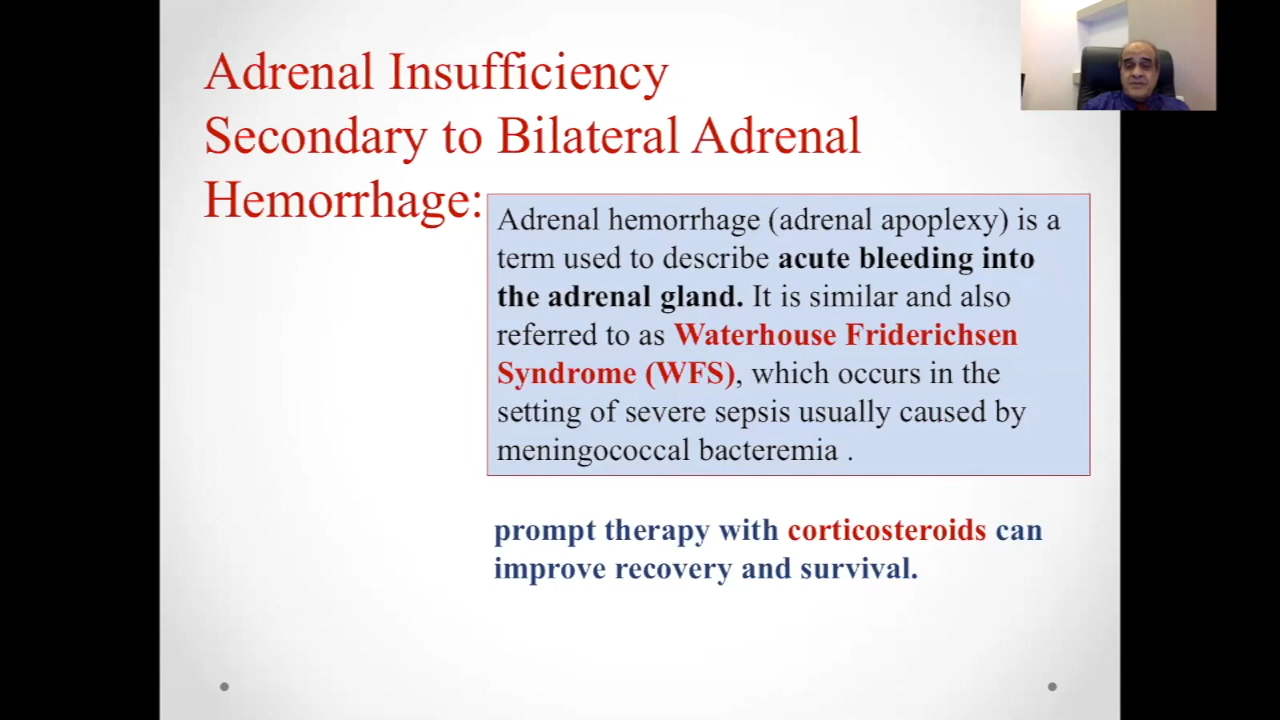 Adrenal Insufficiency
Secondary to Bilateral Adrenal
Hemorrhage:
Adrenal hemorrhage (adrenal apoplexy) is a
term used to describe acute bleeding into
the adrenal gland. It is similar and also
referred to as Waterhouse Friderichsen
Syndrome (WFS), which occurs in the
setting of severe sepsis usually caused by
meningococcal bacteremia .
prompt therapy with corticosteroids can
improve recovery and survival.